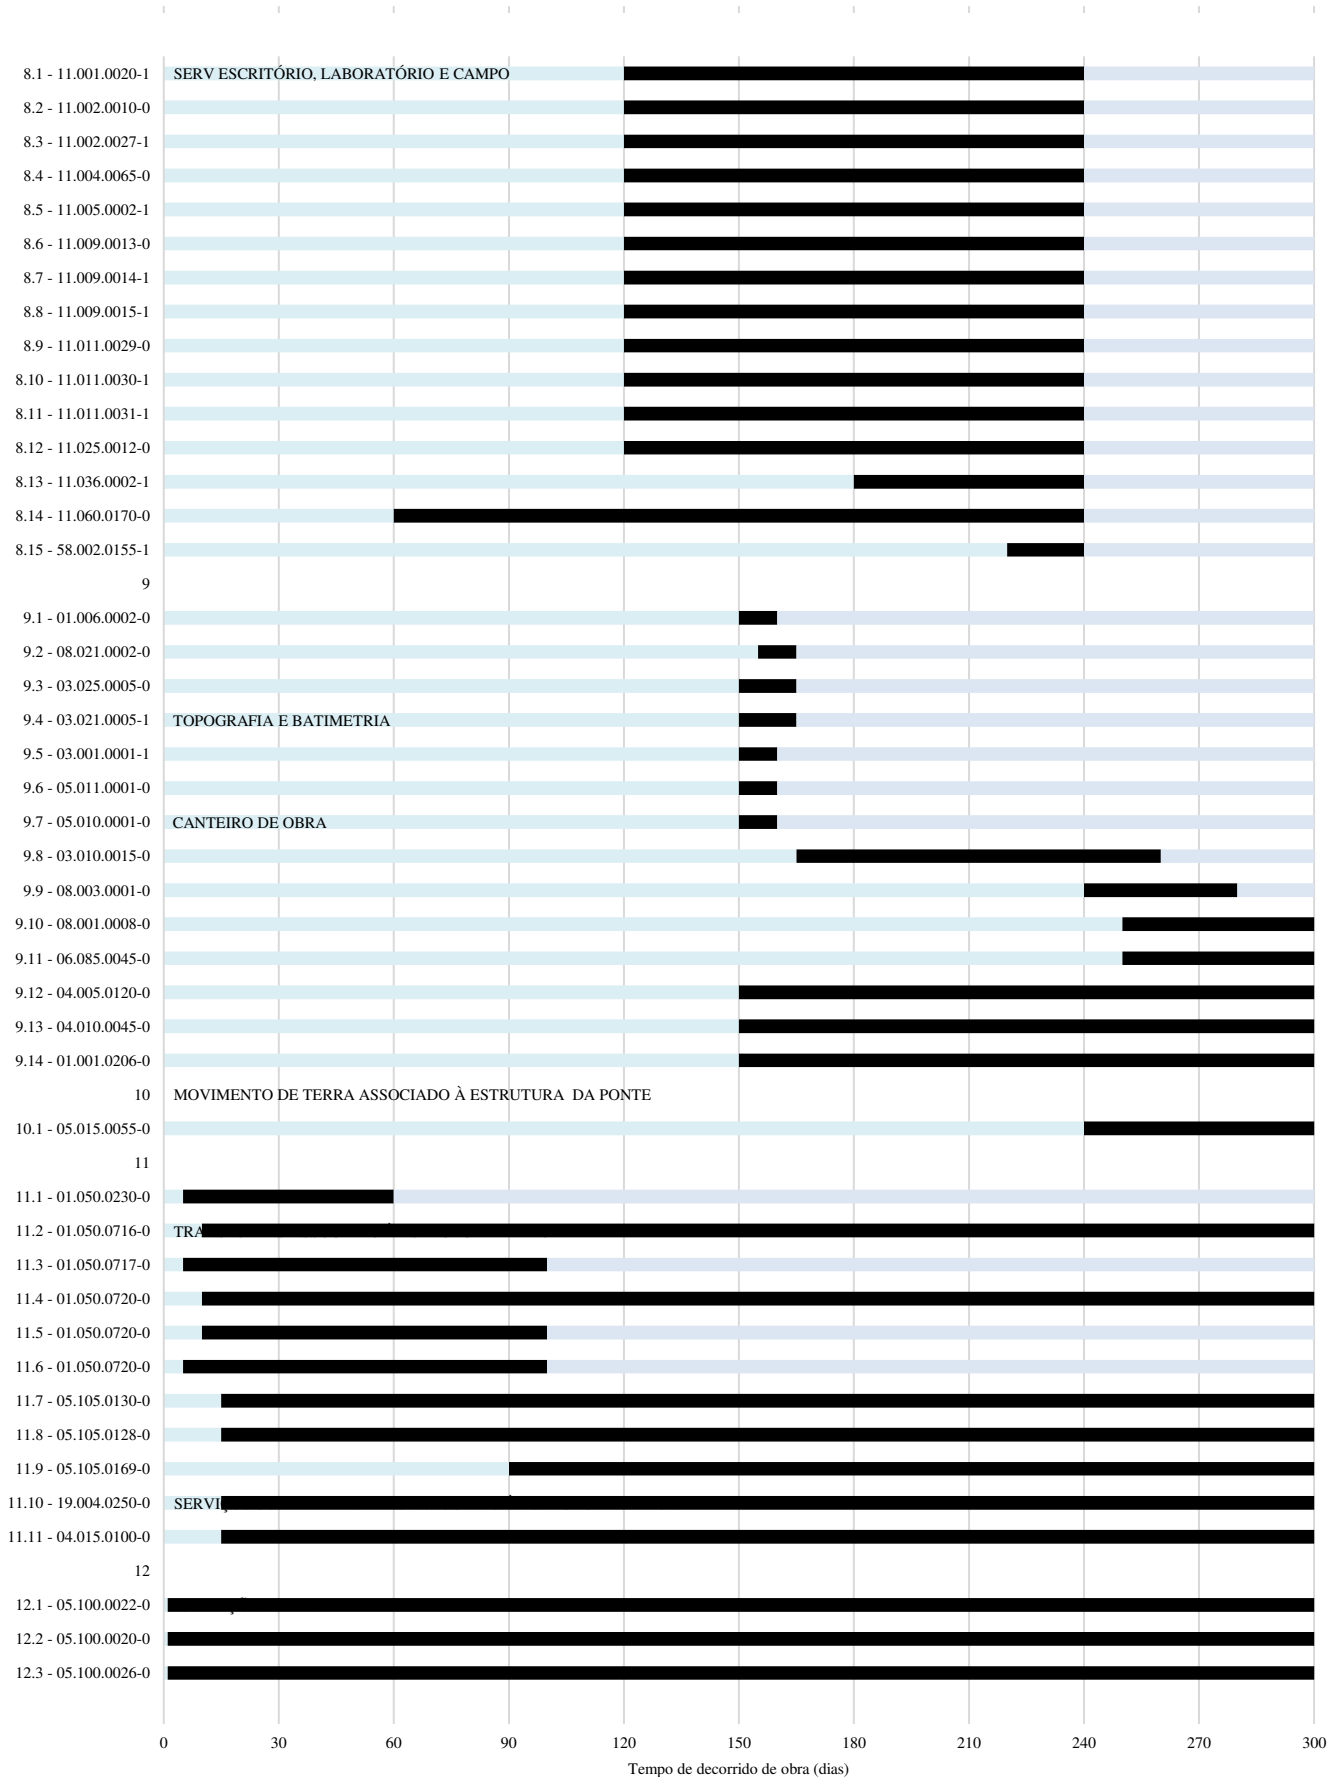 8.1 - 11.001.0020-1 SERV ESCRITÓRIO, LABORATÓRIO E CAMPO
8.2 - 11.002.0010-0
8.3 - 11.002.0027-1
8.4 - 11.004.0065-0
8.5 - 11.005.0002-1
8.6 - 11.009.0013-0
8.7 - 11.009.0014-1
8.8 - 11.009.0015-1
8.9 - 11.011.0029-0
8.10 - 11.011.0030-1
8.11 - 11.011.0031-1
8.12 - 11.025.0012-0
8.13 - 11.036.0002-1
8.14 - 11.060.0170-0
8.15 - 58.002.0155-1
9
9.1 - 01.006.0002-0
9.2 - 08.021.0002-0
9.3 - 03.025.0005-0
9.4 - 03.021.0005-1 TOPOGRAFIA E BATIMETRIA
9.5 - 03.001.0001-1
9.6 - 05.011.0001-0
9.7 - 05.010.0001-0 CANTEIRO DE OBRA
9.8 - 03.010.0015-0
9.9 - 08.003.0001-0
9.10 - 08.001.0008-0
9.11 - 06.085.0045-0
9.12 - 04.005.0120-0
9.13 - 04.010.0045-0
9.14 - 01.001.0206-0
10 MOVIMENTO DE TERRA ASSOCIADO À ESTRUTURA DA PONTE
10.1 - 05.015.0055-0
11
11.1 - 01.050.0230-0
11.2 - 01.050.0716-0
11.3 - 01.050.0717-0
11.4 - 01.050.0720-0
11.5 - 01.050.0720-0
11.6 - 01.050.0720-0
11.7 - 05.105.0130-0
11.8 - 05.105.0128-0
11.9 - 05.105.0169-0
11.10 - 19.004.0250-0
11.11 - 04.015.0100-0
12
12.1 - 05.100.0022-0
12.2 - 05.100.0020-0
12.3 - 05.100.0026-0
0 30 60 90 120 150 180 210 240 270 300
Tempo de decorrido de obra (dias)